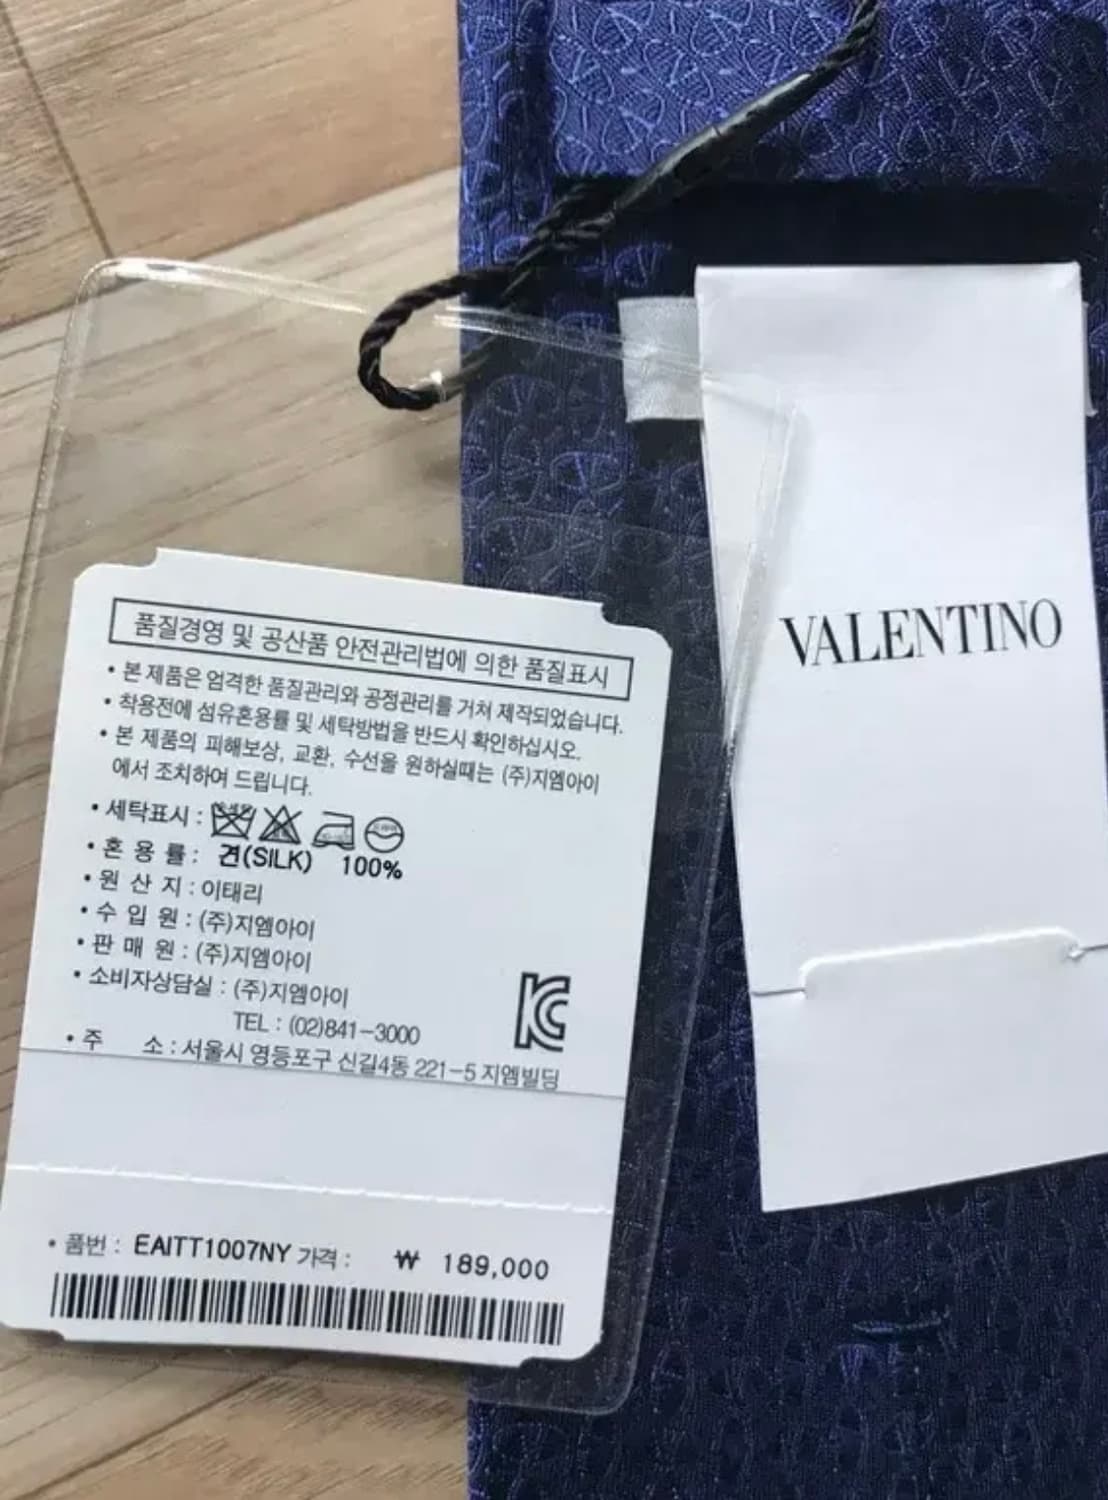 품질경영 및 공산품 안전관리법에 의한 품질표시
• 본 제품은 엄격한 품질관리와 공정관리를 거쳐 제작되었습니다.
• 착용전에 섬유혼용률 및 세탁방법을 반드시 확인하십시오.
• 본 제품의 피해보상, 교환, 수선을 원하실때는 (주)지엠아이
에서 조치하여 드립니다.
• 세탁표시 :
• 혼 용 률 : 견(SILK) 100%
• 원 산 지 : 이태리
• 수 입 원 : (주)지엠아이
• 판 매 원 : (주)지엠아이
• 소비자상담실 : (주)지엠아이
TEL : (02)841-3000
• 주 소 : 서울시 영등포구 신길4동 221-5 지엠빌딩
• 품번 : EAITT1007NY 가격 : ₩ 189,000
VALENTINO